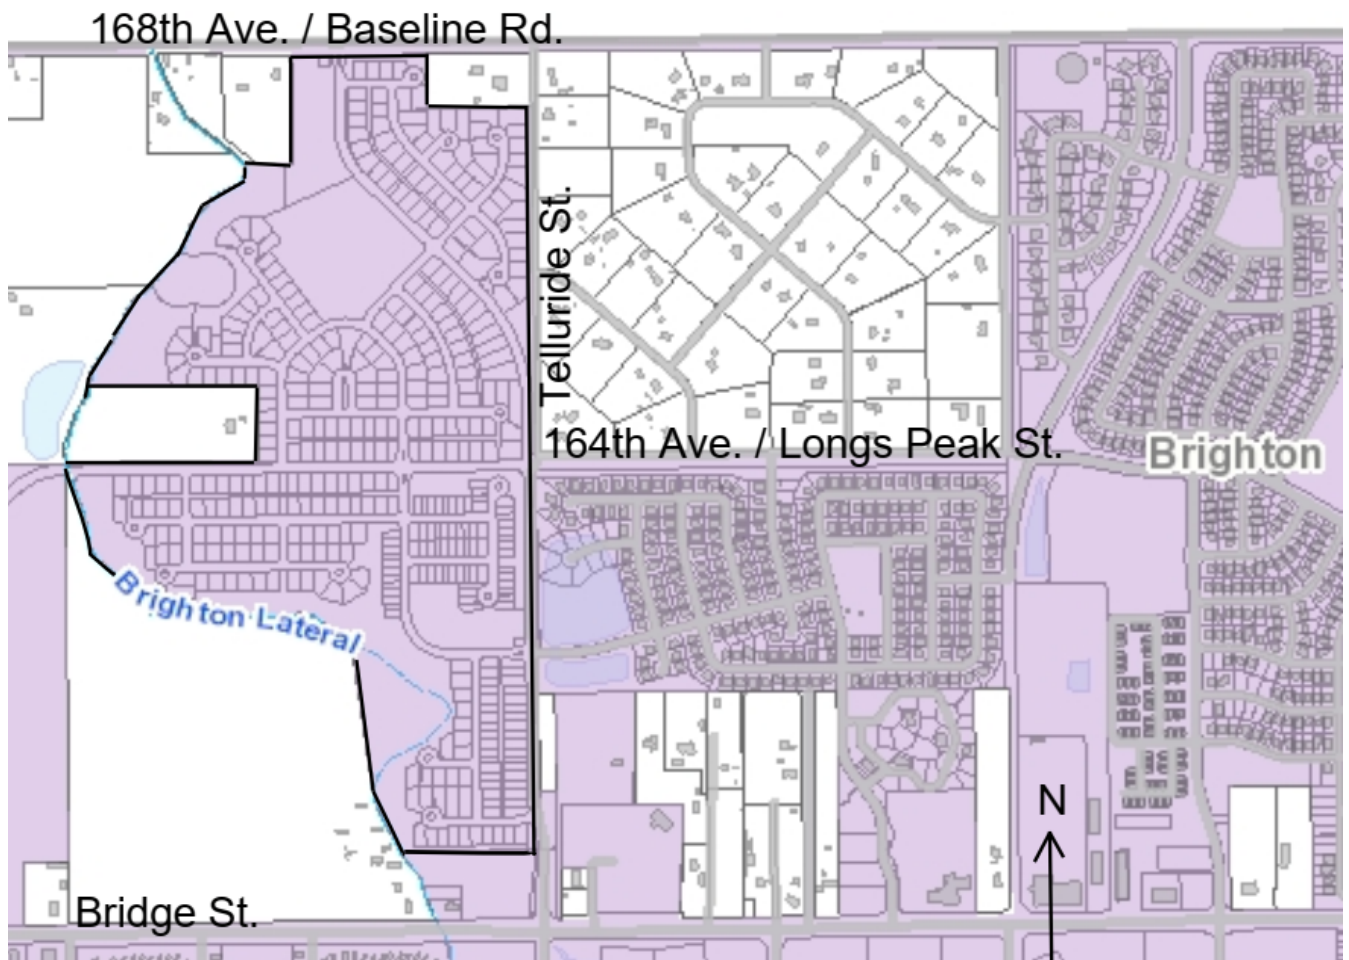 168th Ave. / Baseline Rd.
Telluride St.
164th Ave. / Longs Peak St.
Brighton
Brighton Lateral
N
Bridge St.